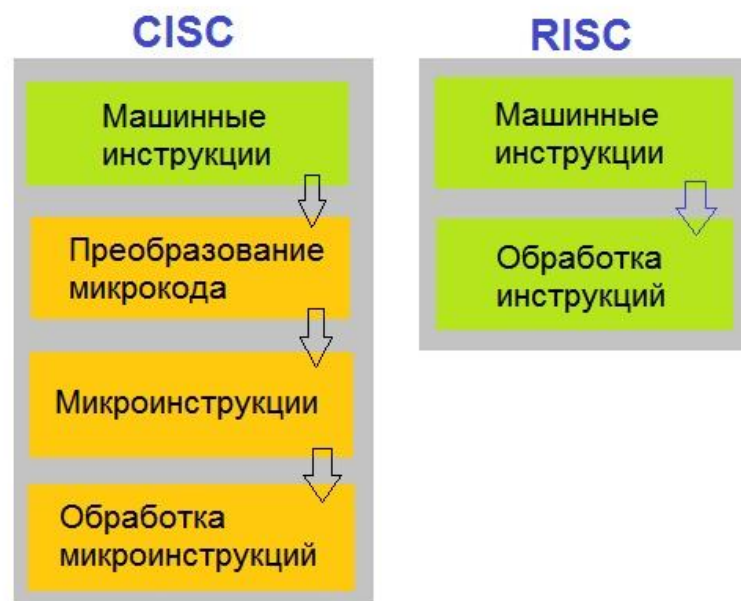 CISC
Машинные
инструкции
Преобразование
микрокода
Микроинструкции
Обработка
микроинструкций
RISC
Машинные
инструкции
Обработка
инструкций